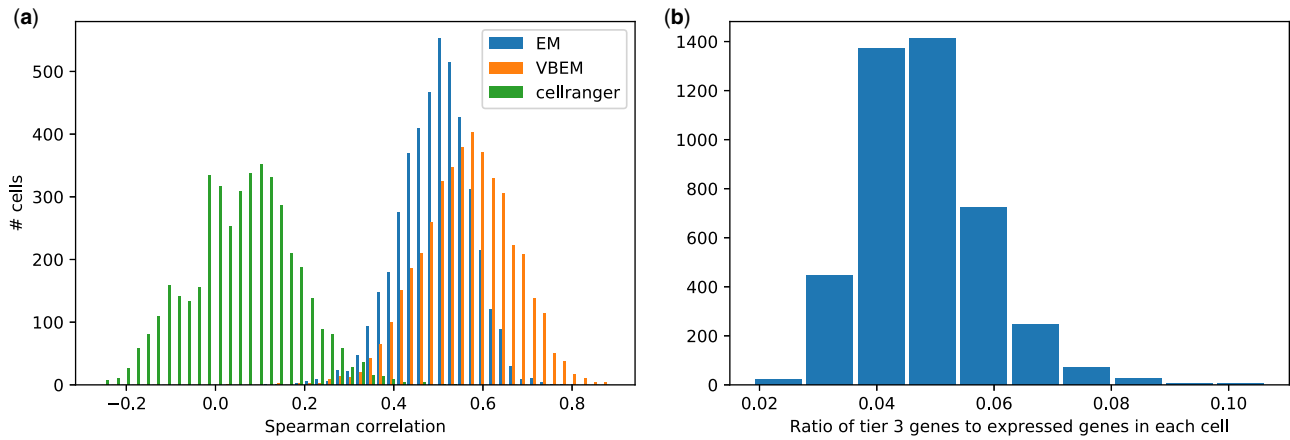 (a)
EM
VBEM
cellranger
# cells
500
400
300
200
100
0
−0.2 0.0 0.2 0.4 0.6 0.8
Spearman correlation
(b)
1400
1200
1000
800
600
400
200
0
0.02 0.04 0.06 0.08 0.10
Ratio of tier 3 genes to expressed genes in each cell